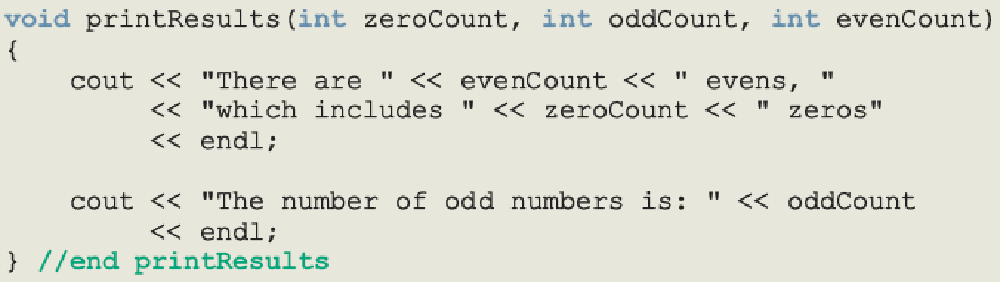 void printResults(int zeroCount, int oddCount, int evenCount)
{
    cout << "There are " << evenCount << " evens, "
         << "which includes " << zeroCount << " zeros"
         << endl;

    cout << "The number of odd numbers is: " << oddCount
         << endl;
} //end printResults